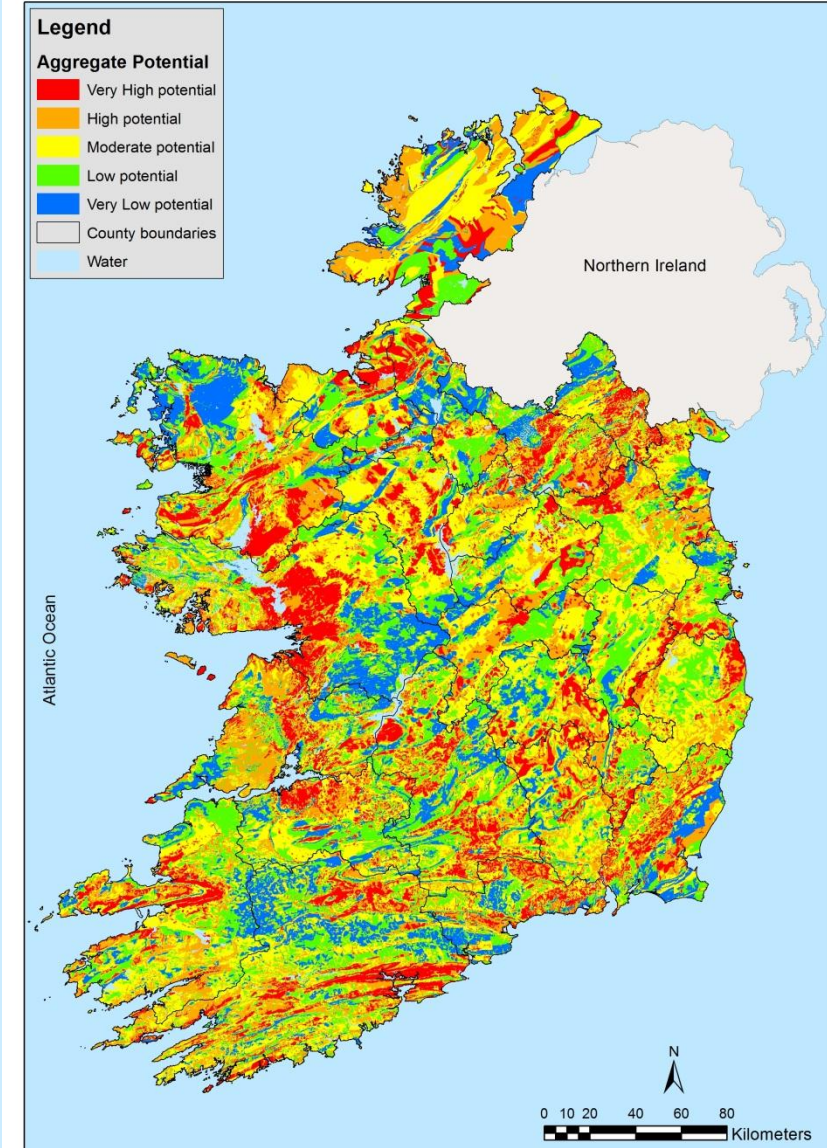 Legend
Aggregate Potential
Very High potential
High potential
Moderate potential
Low potential
Very Low potential
County boundaries
Water
Northern Ireland
Atlantic Ocean
N
0 10 20 40 60 80
Kilometers